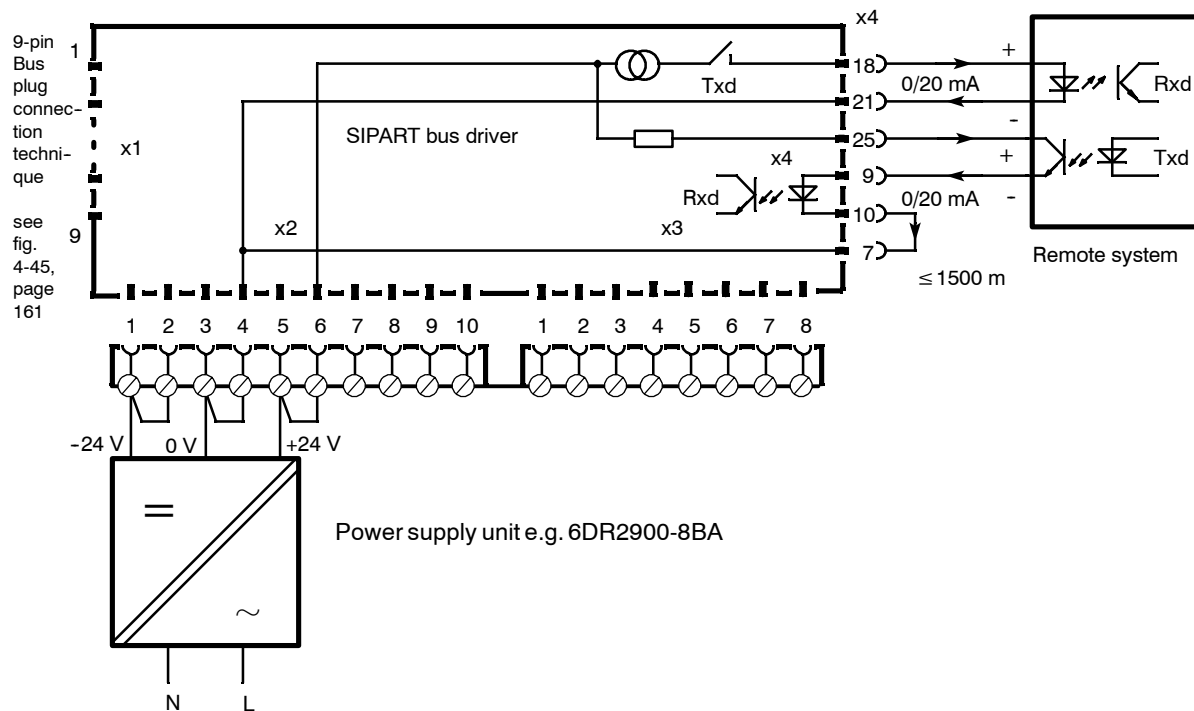 x4
9-pin
Bus
plug
connec-
tion
techni-
que
see
fig.
4-45,
page
161
1
9
x1
SIPART bus driver
x2
x3
Txd
x4
Rxd
18
21
25
9
10
7
+
0/20 mA
-
+
0/20 mA
-
≤ 1500 m
Rxd
Txd
Remote system
1 2 3 4 5 6 7 8 9 10 1 2 3 4 5 6 7 8
-24 V 0 V +24 V
=
~
Power supply unit e.g. 6DR2900-8BA
N L